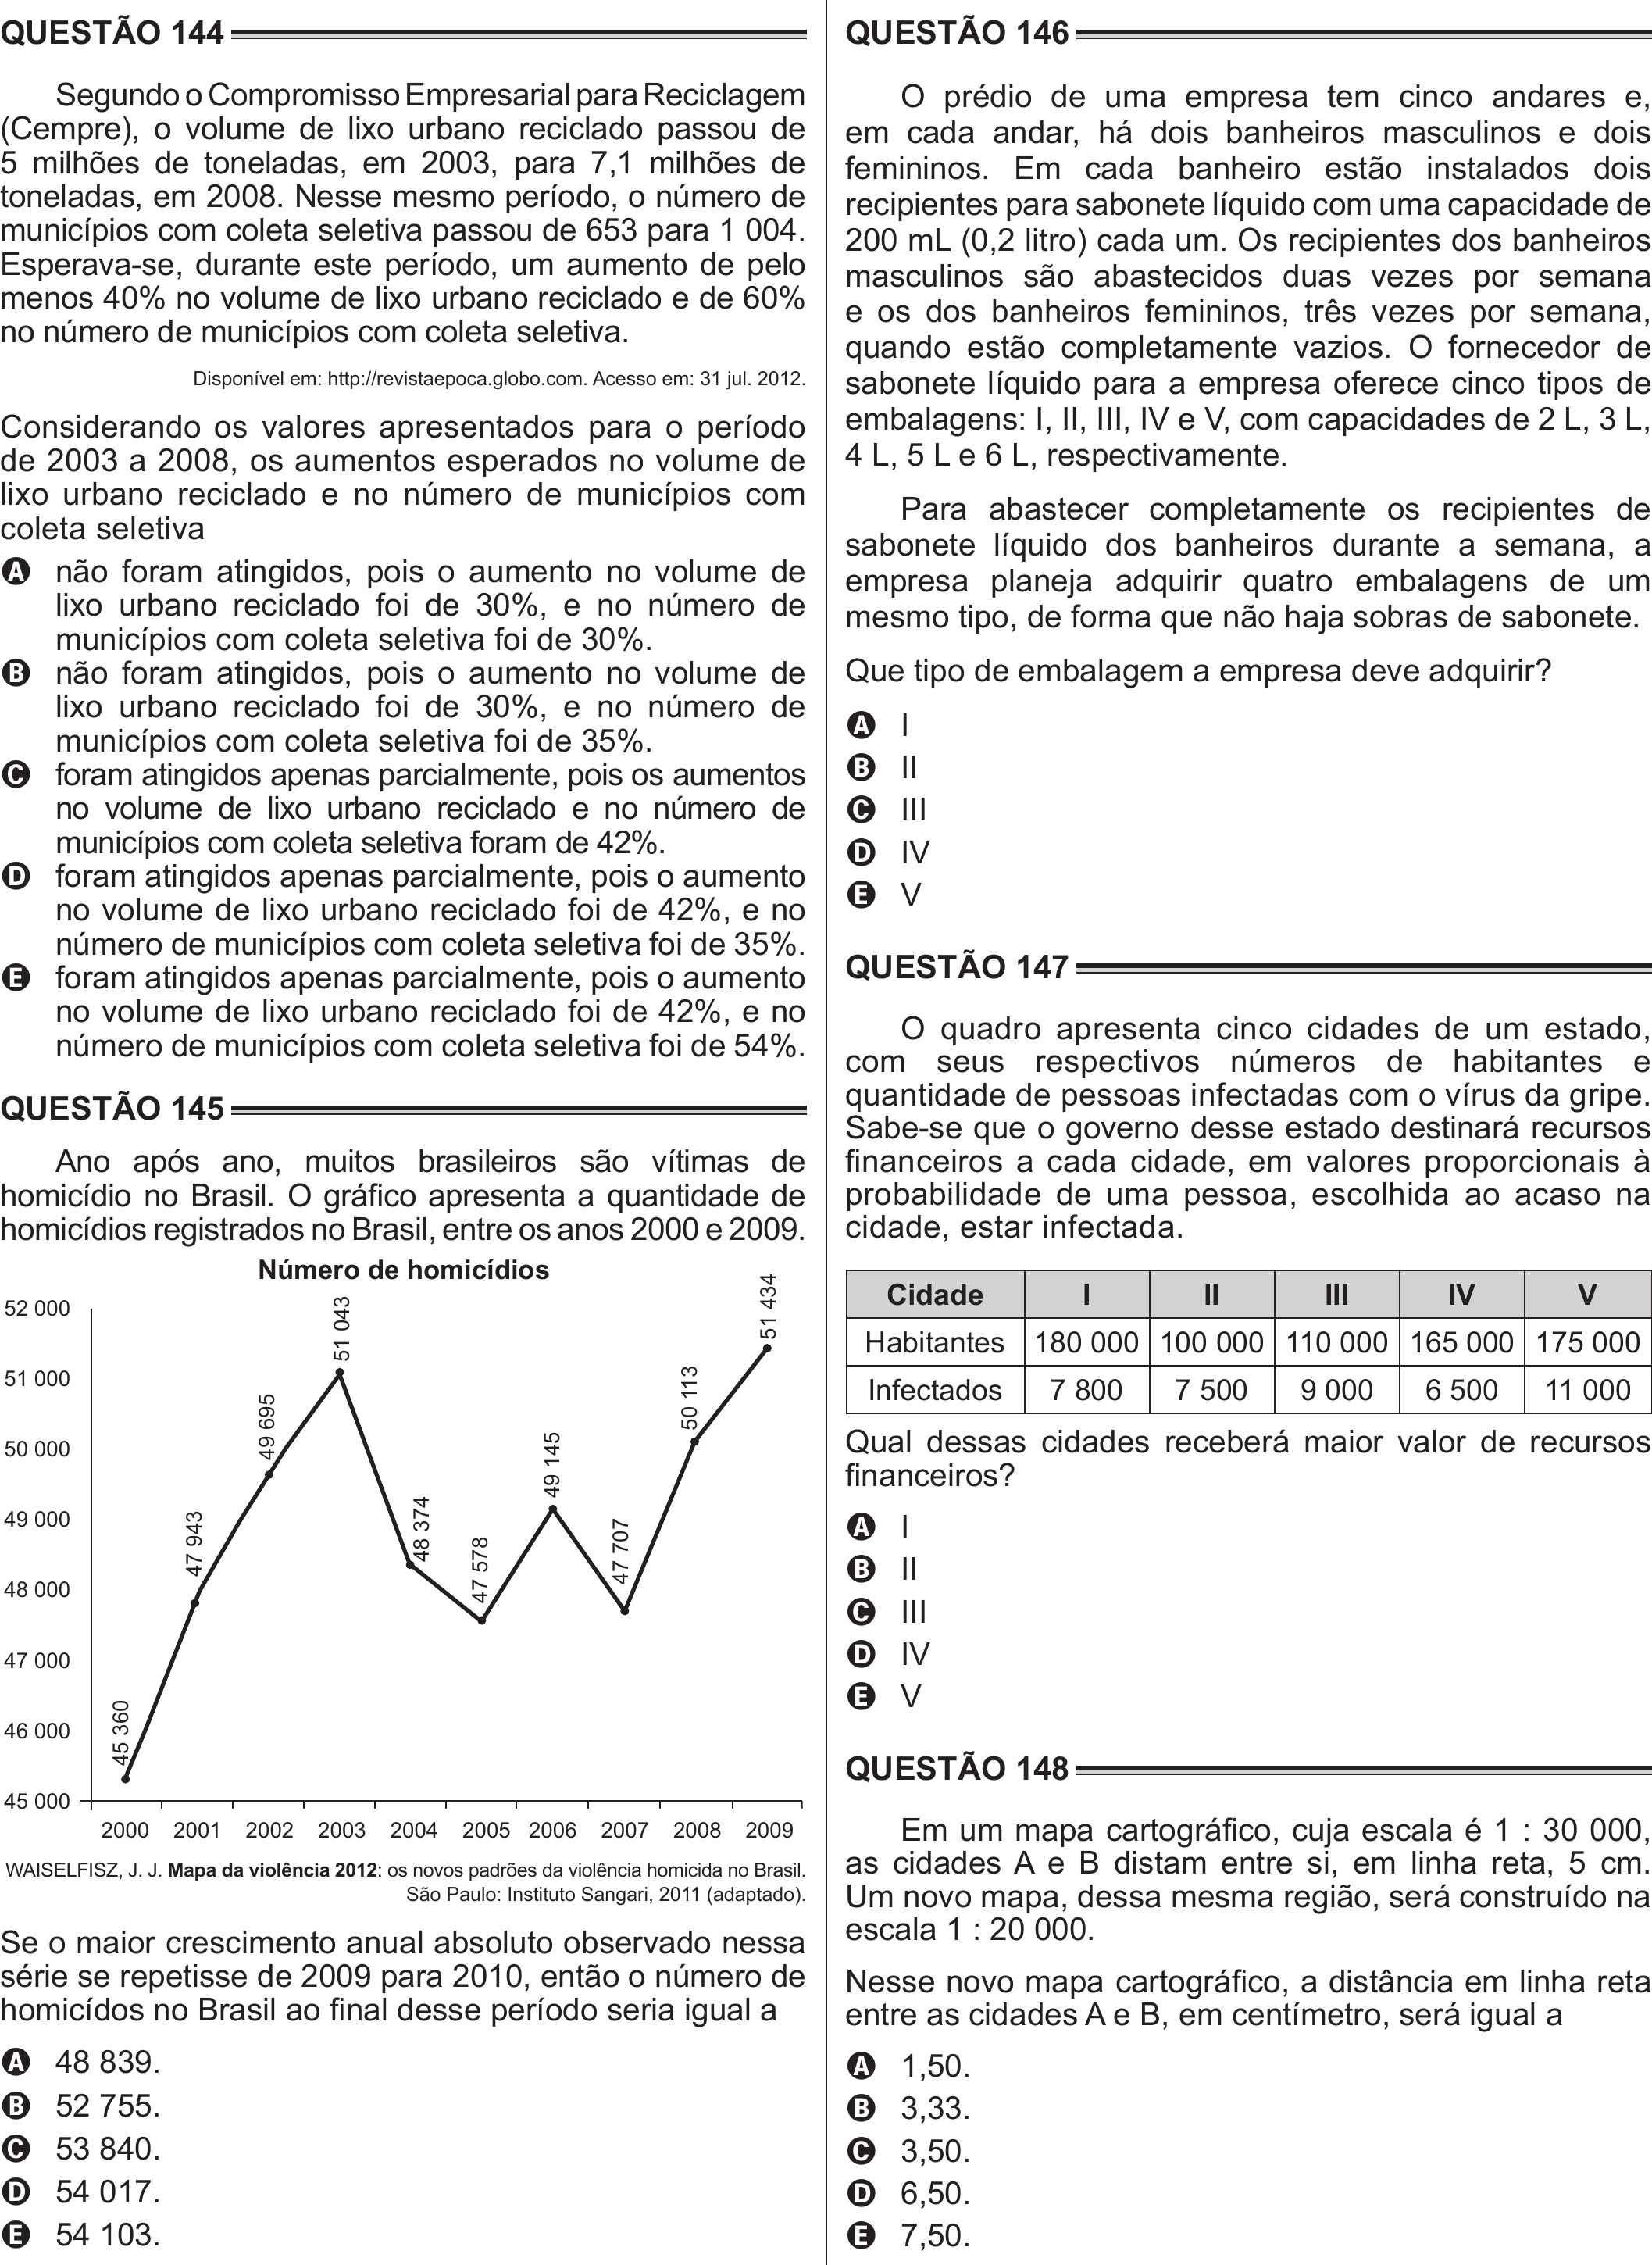 QUESTÃO 144
Segundo o Compromisso Empresarial para Reciclagem
(Cempre), o volume de lixo urbano reciclado passou de
5 milhões de toneladas, em 2003, para 7,1 milhões de
toneladas, em 2008. Nesse mesmo período, o número de
municípios com coleta seletiva passou de 653 para 1 004.
Esperava-se, durante este período, um aumento de pelo
menos 40% no volume de lixo urbano reciclado e de 60%
no número de municípios com coleta seletiva.
Disponível em: http://revistaepoca.globo.com. Acesso em: 31 jul. 2012.
Considerando os valores apresentados para o período
de 2003 a 2008, os aumentos esperados no volume de
lixo urbano reciclado e no número de municípios com
coleta seletiva
A não foram atingidos, pois o aumento no volume de
lixo urbano reciclado foi de 30%, e no número de
municípios com coleta seletiva foi de 30%.
B não foram atingidos, pois o aumento no volume de
lixo urbano reciclado foi de 30%, e no número de
municípios com coleta seletiva foi de 35%.
C foram atingidos apenas parcialmente, pois os aumentos
no volume de lixo urbano reciclado e no número de
municípios com coleta seletiva foram de 42%.
D foram atingidos apenas parcialmente, pois o aumento
no volume de lixo urbano reciclado foi de 42%, e no
número de municípios com coleta seletiva foi de 35%.
E foram atingidos apenas parcialmente, pois o aumento
no volume de lixo urbano reciclado foi de 42%, e no
número de municípios com coleta seletiva foi de 54%.
QUESTÃO 145
Ano após ano, muitos brasileiros são vítimas de
homicídio no Brasil. O gráfico apresenta a quantidade de
homicídios registrados no Brasil, entre os anos 2000 e 2009.
Número de homicídios
52 000
51 000
50 000
49 000
48 000
47 000
46 000
45 000
45 360
47 943
49 695
51 043
48 374
47 578
49 145
47 707
50 113
51 434
2000 2001 2002 2003 2004 2005 2006 2007 2008 2009
WAISELFISZ, J. J. Mapa da violência 2012: os novos padrões da violência homicida no Brasil.
São Paulo: Instituto Sangari, 2011 (adaptado).
Se o maior crescimento anual absoluto observado nessa
série se repetisse de 2009 para 2010, então o número de
homicídos no Brasil ao final desse período seria igual a
A 48 839.
B 52 755.
C 53 840.
D 54 017.
E 54 103.
QUESTÃO 146
O prédio de uma empresa tem cinco andares e,
em cada andar, há dois banheiros masculinos e dois
femininos. Em cada banheiro estão instalados dois
recipientes para sabonete líquido com uma capacidade de
200 mL (0,2 litro) cada um. Os recipientes dos banheiros
masculinos são abastecidos duas vezes por semana
e os dos banheiros femininos, três vezes por semana,
quando estão completamente vazios. O fornecedor de
sabonete líquido para a empresa oferece cinco tipos de
embalagens: I, II, III, IV e V, com capacidades de 2 L, 3 L,
4 L, 5 L e 6 L, respectivamente.
Para abastecer completamente os recipientes de
sabonete líquido dos banheiros durante a semana, a
empresa planeja adquirir quatro embalagens de um
mesmo tipo, de forma que não haja sobras de sabonete.
Que tipo de embalagem a empresa deve adquirir?
A I
B II
C III
D IV
E V
QUESTÃO 147
O quadro apresenta cinco cidades de um estado,
com seus respectivos números de habitantes e
quantidade de pessoas infectadas com o vírus da gripe.
Sabe-se que o governo desse estado destinará recursos
financeiros a cada cidade, em valores proporcionais à
probabilidade de uma pessoa, escolhida ao acaso na
cidade, estar infectada.
Cidade I II III IV V
Habitantes 180 000 100 000 110 000 165 000 175 000
Infectados 7 800 7 500 9 000 6 500 11 000
Qual dessas cidades receberá maior valor de recursos
financeiros?
A I
B II
C III
D IV
E V
QUESTÃO 148
Em um mapa cartográfico, cuja escala é 1 : 30 000,
as cidades A e B distam entre si, em linha reta, 5 cm.
Um novo mapa, dessa mesma região, será construído na
escala 1 : 20 000.
Nesse novo mapa cartográfico, a distância em linha reta
entre as cidades A e B, em centímetro, será igual a
A 1,50.
B 3,33.
C 3,50.
D 6,50.
E 7,50.